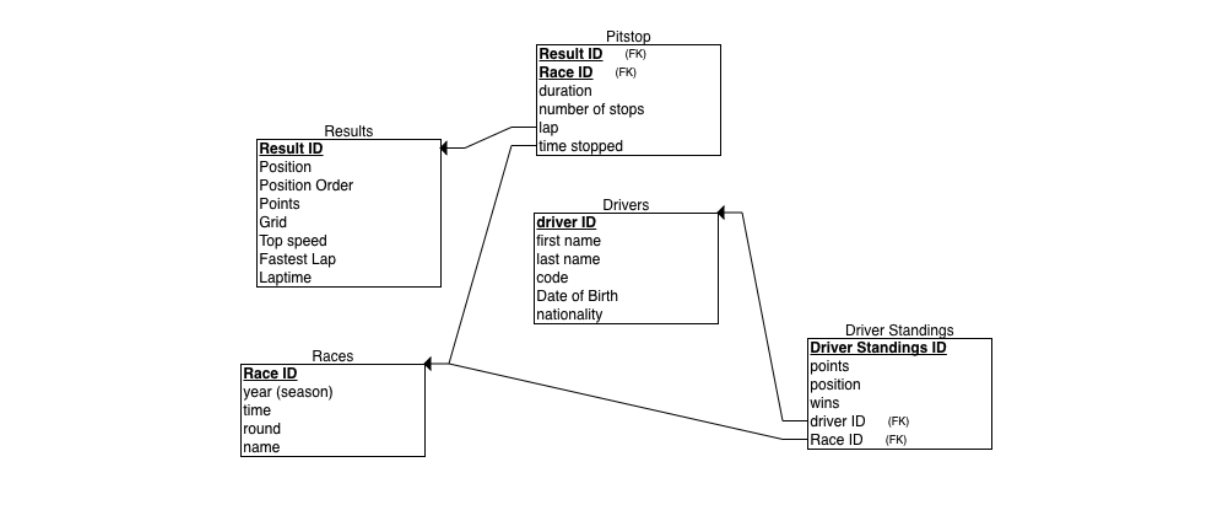 Pitstop
Result ID (FK)
Race ID (FK)
duration
number of stops
lap
time stopped
Results
Result ID
Position
Position Order
Points
Grid
Top speed
Fastest Lap
Laptime
Drivers
driver ID
first name
last name
code
Date of Birth
nationality
Driver Standings
Driver Standings ID
points
position
wins
driver ID (FK)
Race ID (FK)
Races
Race ID
year (season)
time
round
name